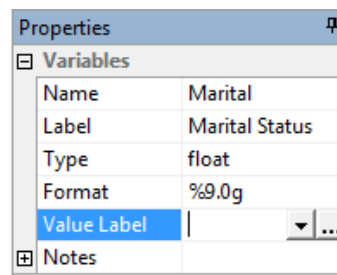 Properties
Variables
Name Marital
Label Marital Status
Type float
Format %9.0g
Value Label ...
Notes